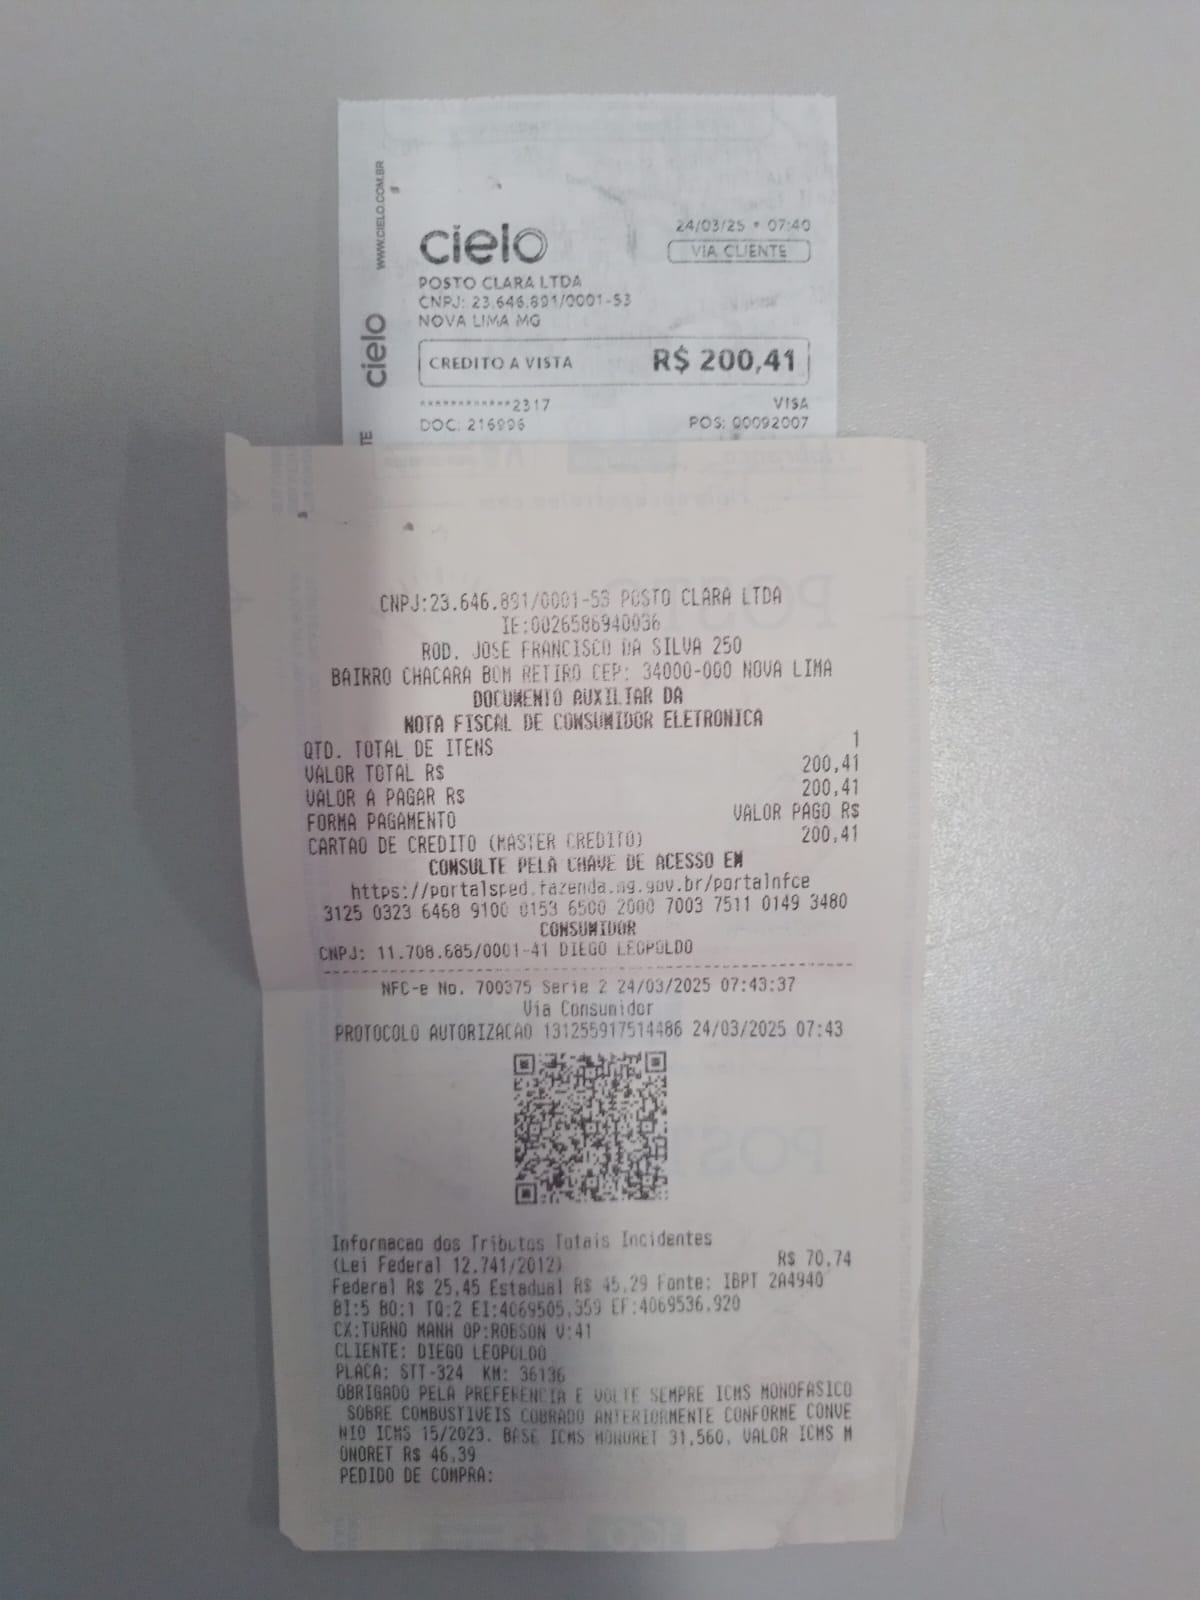 WWW.CIELO.COM.BR
cielo
cielo
24/03/25 • 07:40
VIA CLIENTE
POSTO CLARA LTDA
CNPJ: 23.646.891/0001-53
NOVA LIMA MG
CREDITO A VISTA R$ 200,41
************2317 VISA
DOC: 216996 POS: 00092007
CNPJ:23.646.891/0001-53 POSTO CLARA LTDA
IE:0026586940036
ROD. JOSE FRANCISCO DA SILVA 250
BAIRRO CHACARA BOM RETIRO CEP: 34000-000 NOVA LIMA
DOCUMENTO AUXILIAR DA
NOTA FISCAL DE CONSUMIDOR ELETRONICA
QTD. TOTAL DE ITENS 1
VALOR TOTAL R$ 200,41
VALOR A PAGAR R$ 200,41
FORMA PAGAMENTO VALOR PAGO R$
CARTAO DE CREDITO (MASTER CREDITO) 200,41
CONSULTE PELA CHAVE DE ACESSO EM
https://portalsped.fazenda.mg.gov.br/portalnfce
3125 0323 6468 9100 0153 6500 2000 7003 7511 0149 3480
CONSUMIDOR
CNPJ: 11.708.685/0001-41 DIEGO LEOPOLDO
NFC-e No. 700375 Serie 2 24/03/2025 07:43:37
Via Consumidor
PROTOCOLO AUTORIZACAO 131255917514486 24/03/2025 07:43
Informacao dos Tributos Totais Incidentes
(Lei Federal 12.741/2012) R$ 70,74
Federal R$ 25,45 Estadual R$ 45,29 Fonte: IBPT 2A4940
BI:5 BO:1 TQ:2 EI:4069505,359 EF:4069536,920
CX:TURNO MANH OP:ROBSON V:41
CLIENTE: DIEGO LEOPOLDO
PLACA: STT-324 KM: 36136
OBRIGADO PELA PREFERENCIA E VOLTE SEMPRE ICMS MONOFASICO
SOBRE COMBUSTIVEIS COBRADO ANTERIORMENTE CONFORME CONVE
NIO ICMS 15/2023. BASE ICMS MONORET 31,560. VALOR ICMS M
ONORET R$ 46,39
PEDIDO DE COMPRA: